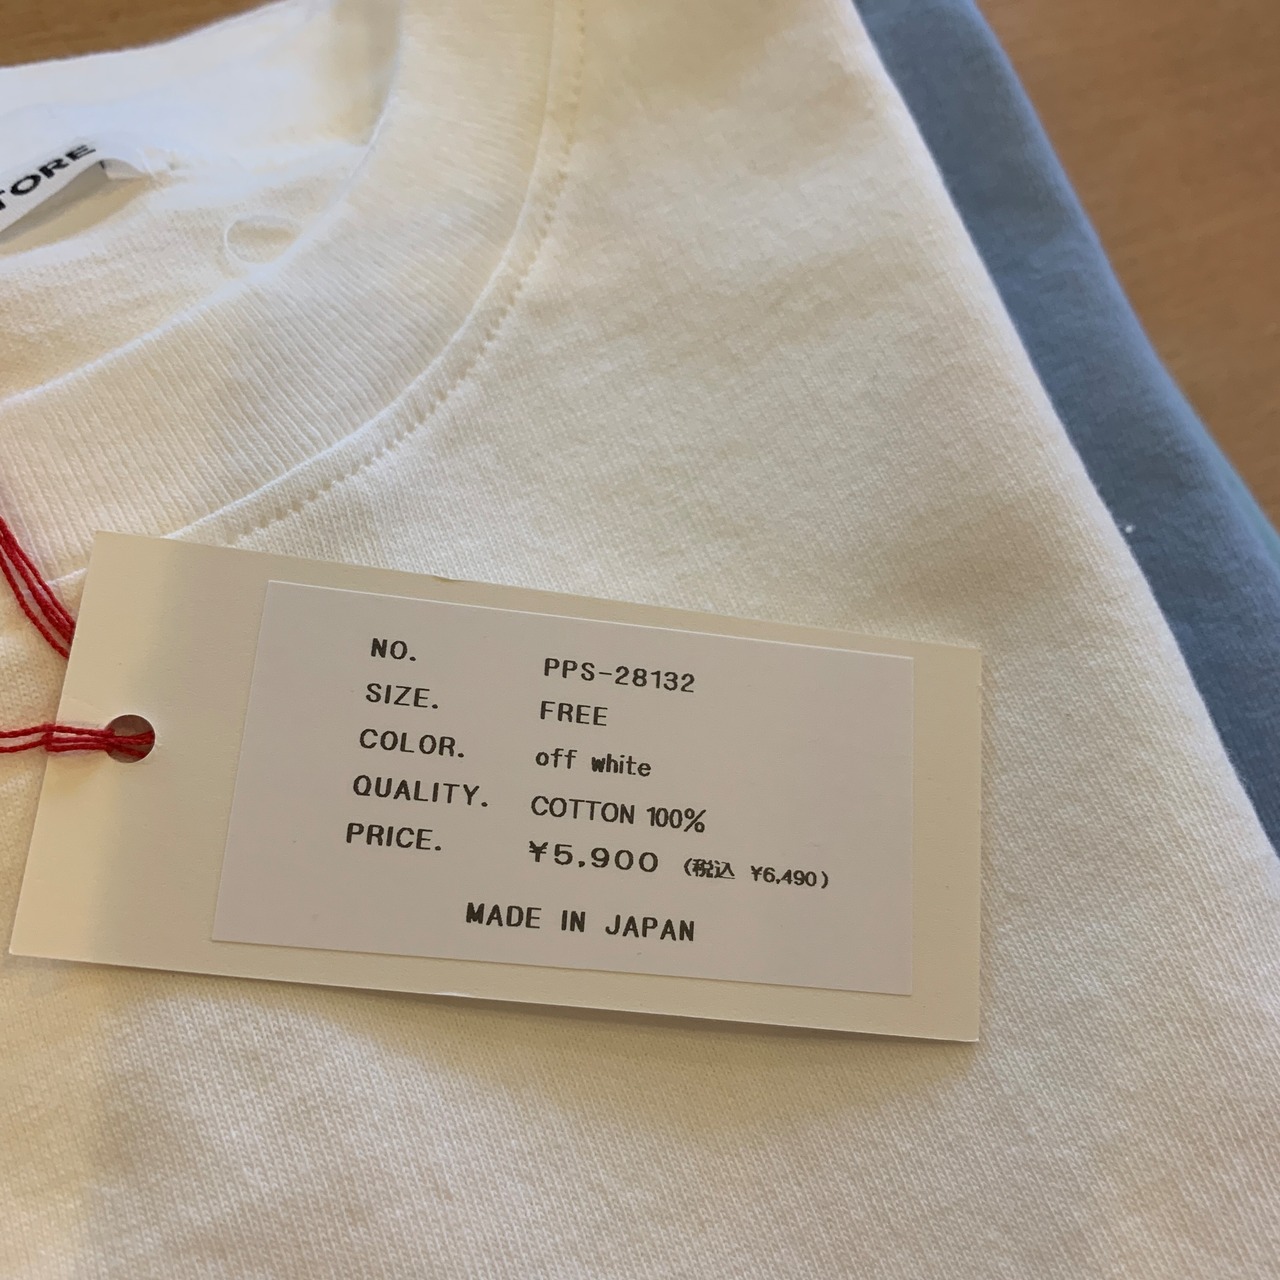 TORE
NO. PPS-28132
SIZE. FREE
COLOR. off white
QUALITY. COTTON 100%
PRICE. ¥5,900 (税込 ¥6,490)
MADE IN JAPAN